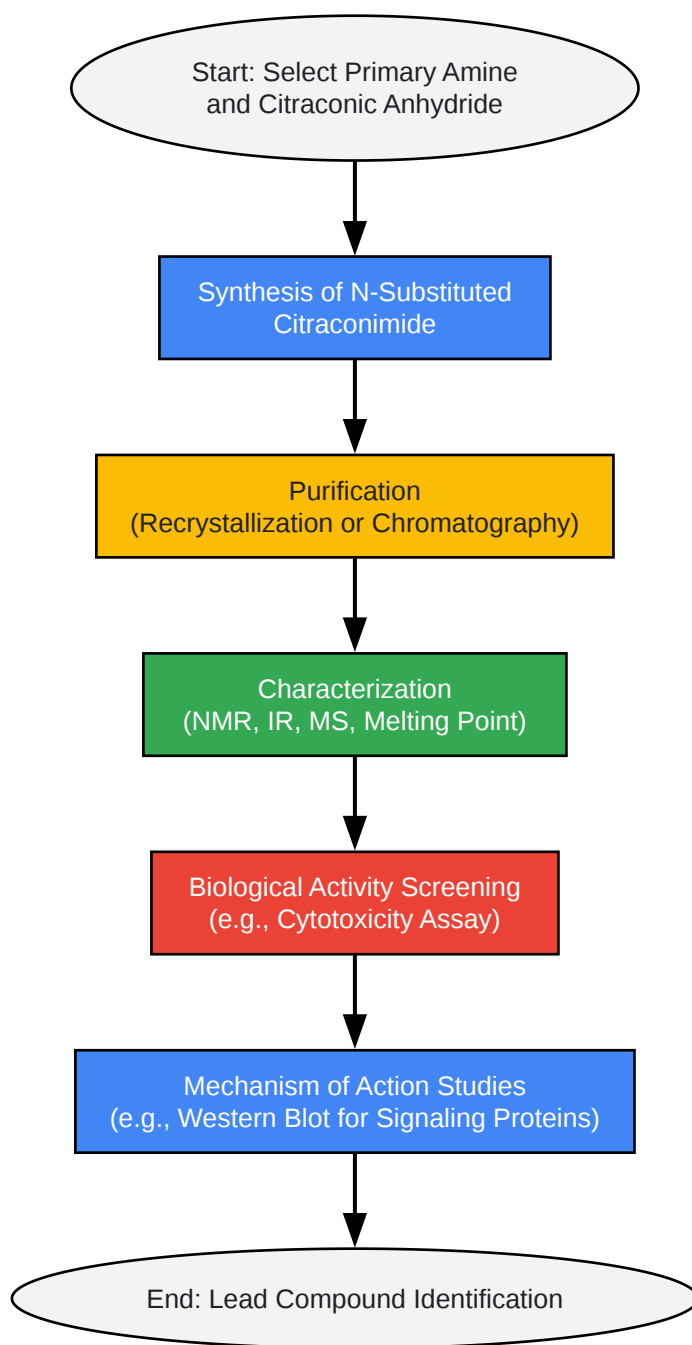 Start: Select Primary Amine
and Citraconic Anhydride
Synthesis of N-Substituted
Citraconimide
Purification
(Recrystallization or Chromatography)
Characterization
(NMR, IR, MS, Melting Point)
Biological Activity Screening
(e.g., Cytotoxicity Assay)
Mechanism of Action Studies
(e.g., Western Blot for Signaling Proteins)
End: Lead Compound Identification